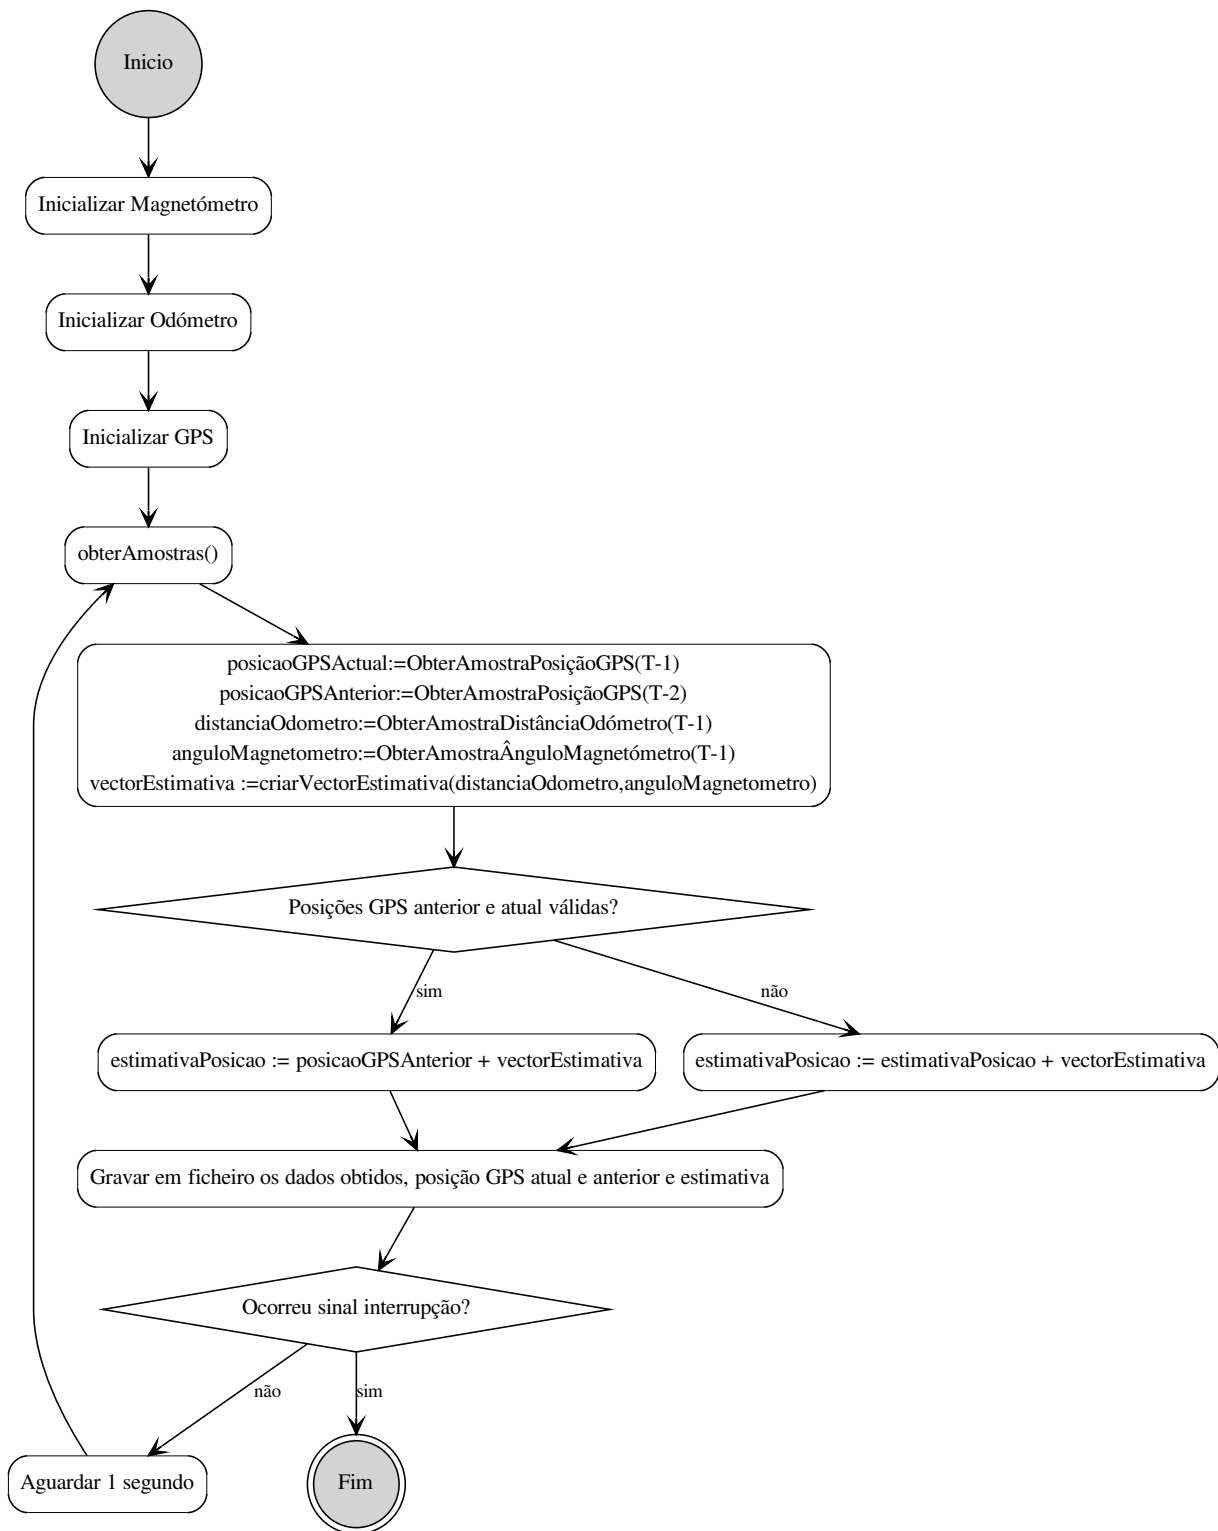 Inicio
Inicializar Magnetómetro
Inicializar Odómetro
Inicializar GPS
obterAmostras()
posicaoGPSActual:=ObterAmostraPosiçãoGPS(T-1)
posicaoGPSAnterior:=ObterAmostraPosiçãoGPS(T-2)
distanciaOdometro:=ObterAmostraDistânciaOdómetro(T-1)
anguloMagnetometro:=ObterAmostraÂnguloMagnetómetro(T-1)
vectorEstimativa :=criarVectorEstimativa(distanciaOdometro,anguloMagnetometro)
Posições GPS anterior e atual válidas?
sim
não
estimativaPosicao := posicaoGPSAnterior + vectorEstimativa
estimativaPosicao := estimativaPosicao + vectorEstimativa
Gravar em ficheiro os dados obtidos, posição GPS atual e anterior e estimativa
Ocorreu sinal interrupção?
não
sim
Aguardar 1 segundo
Fim